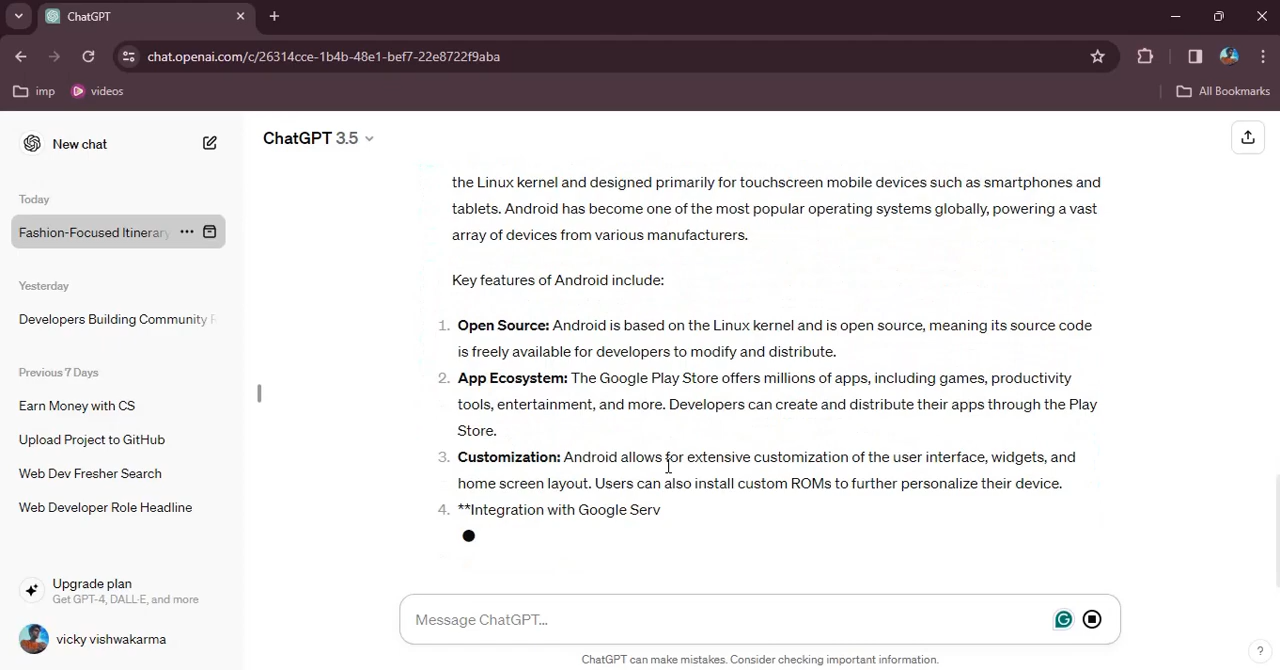 ChatGPT
chat.openai.com/c/26314cce-1b4b-48e1-bef7-22e8722f9aba
imp
videos
All Bookmarks
New chat
Today
Fashion-Focused Itinerary
Yesterday
Developers Building Community
Previous 7 Days
Earn Money with CS
Upload Project to GitHub
Web Dev Fresher Search
Web Developer Role Headline
Upgrade plan
Get GPT-4, DALL·E, and more
vicky vishwakarma
ChatGPT 3.5
the Linux kernel and designed primarily for touchscreen mobile devices such as smartphones and
tablets. Android has become one of the most popular operating systems globally, powering a vast
array of devices from various manufacturers.
Key features of Android include:
1. Open Source: Android is based on the Linux kernel and is open source, meaning its source code
is freely available for developers to modify and distribute.
2. App Ecosystem: The Google Play Store offers millions of apps, including games, productivity
tools, entertainment, and more. Developers can create and distribute their apps through the Play
Store.
3. Customization: Android allows for extensive customization of the user interface, widgets, and
home screen layout. Users can also install custom ROMs to further personalize their device.
4. **Integration with Google Serv
Message ChatGPT...
ChatGPT can make mistakes. Consider checking important information.
?